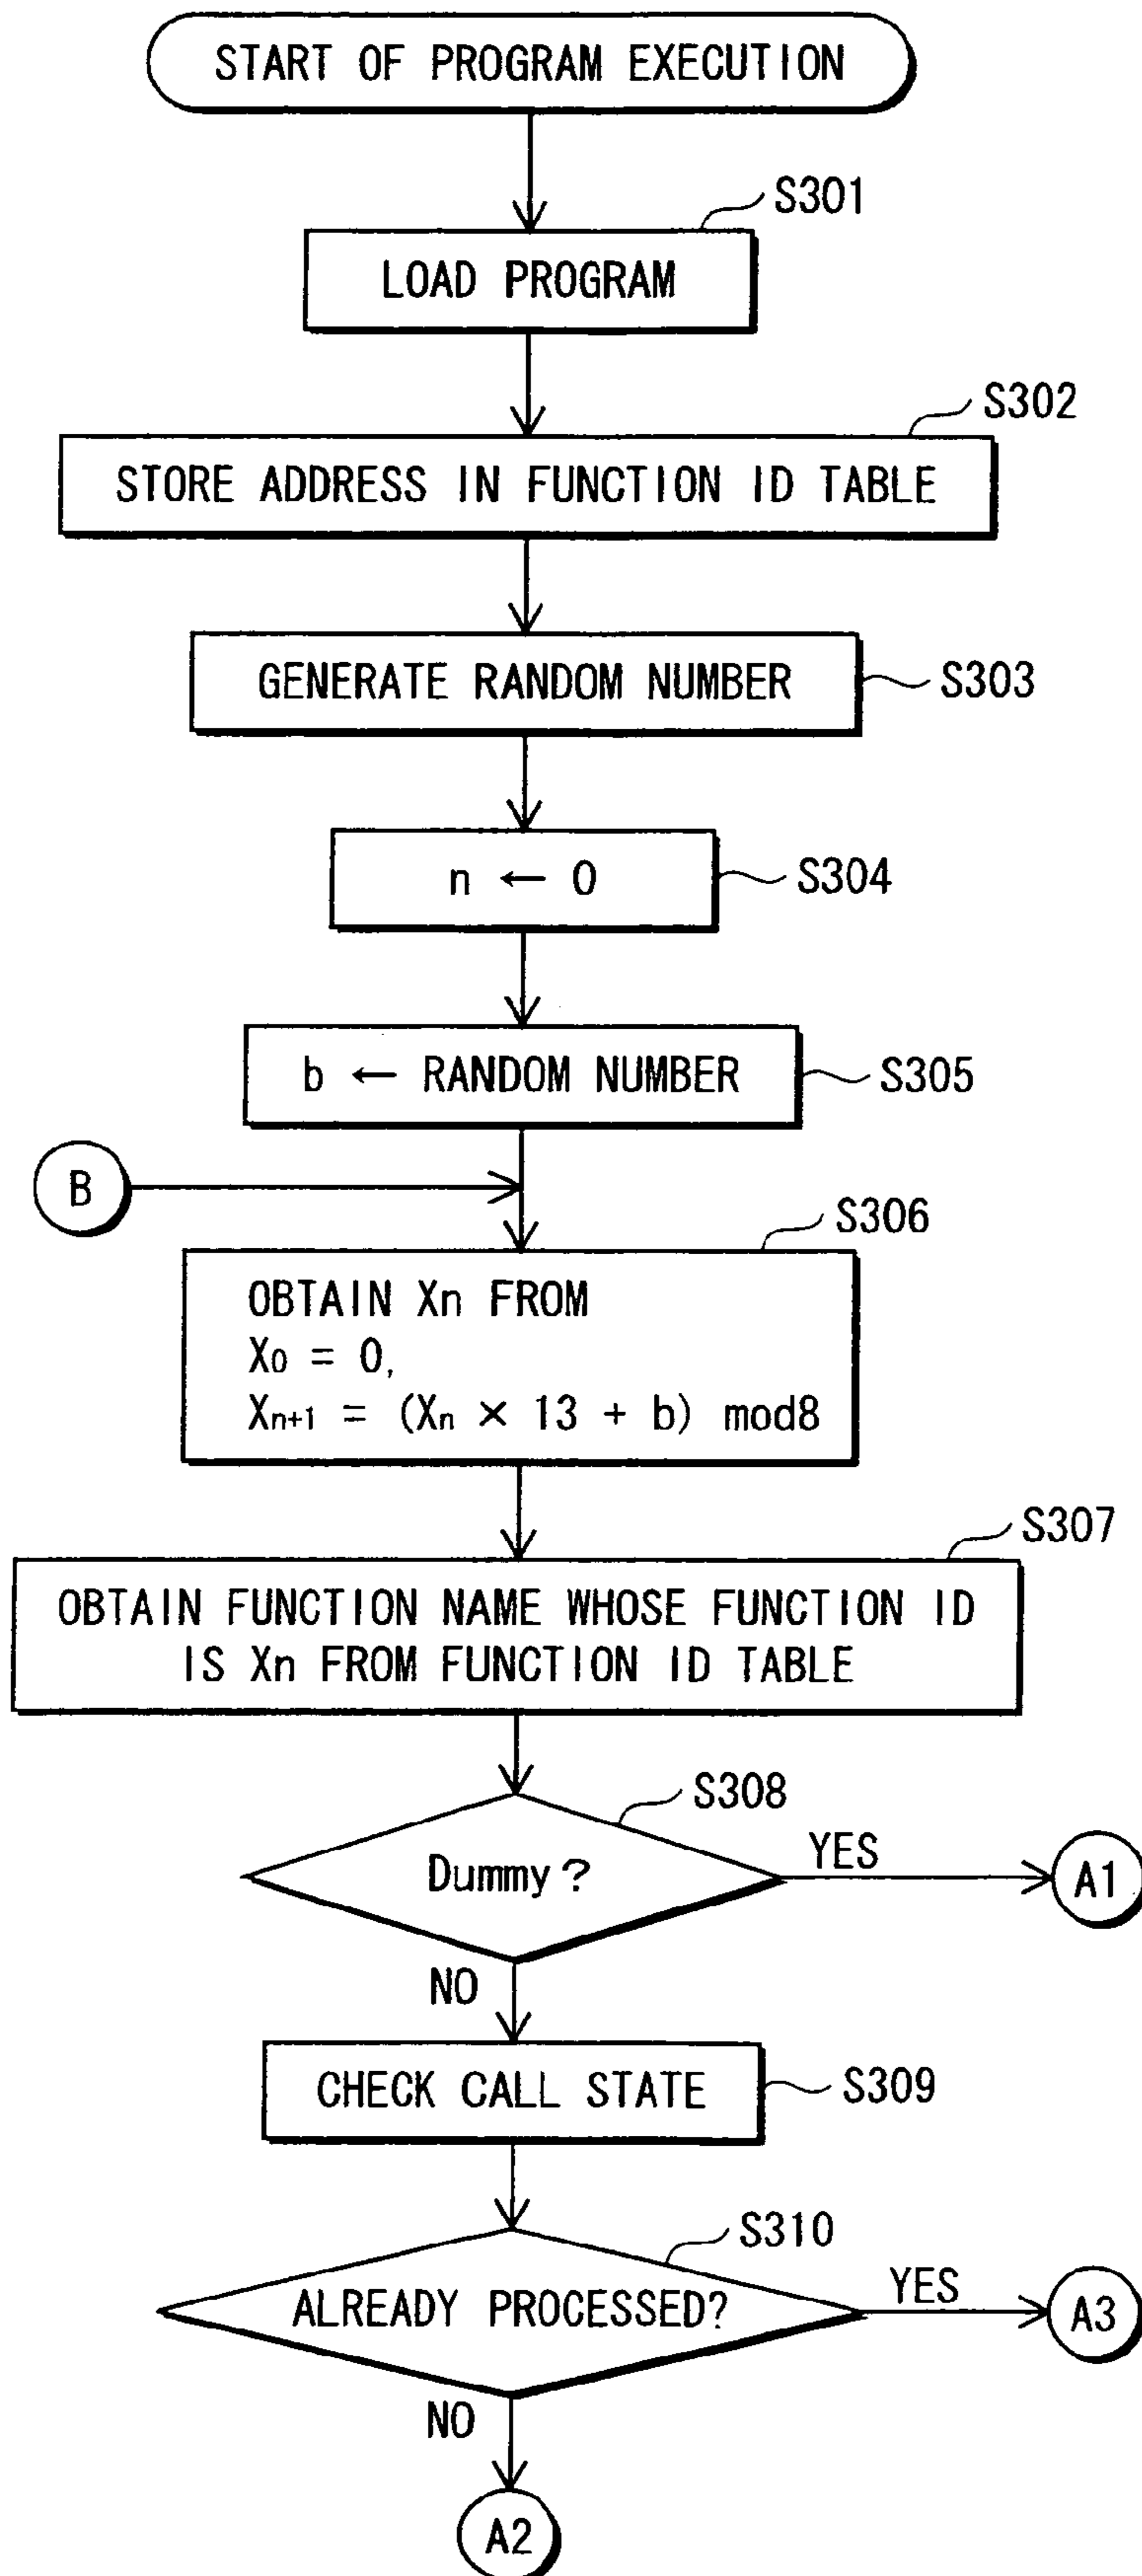 START OF PROGRAM EXECUTION
S301
LOAD PROGRAM
S302
STORE ADDRESS IN FUNCTION ID TABLE
GENERATE RANDOM NUMBER
S303
n ← 0
S304
b ← RANDOM NUMBER
S305
B
S306
OBTAIN Xn FROM
X0 = 0,
Xn+1 = (Xn × 13 + b) mod8
S307
OBTAIN FUNCTION NAME WHOSE FUNCTION ID
IS Xn FROM FUNCTION ID TABLE
S308
Dummy?
YES
A1
NO
CHECK CALL STATE
S309
S310
ALREADY PROCESSED?
YES
A3
NO
A2